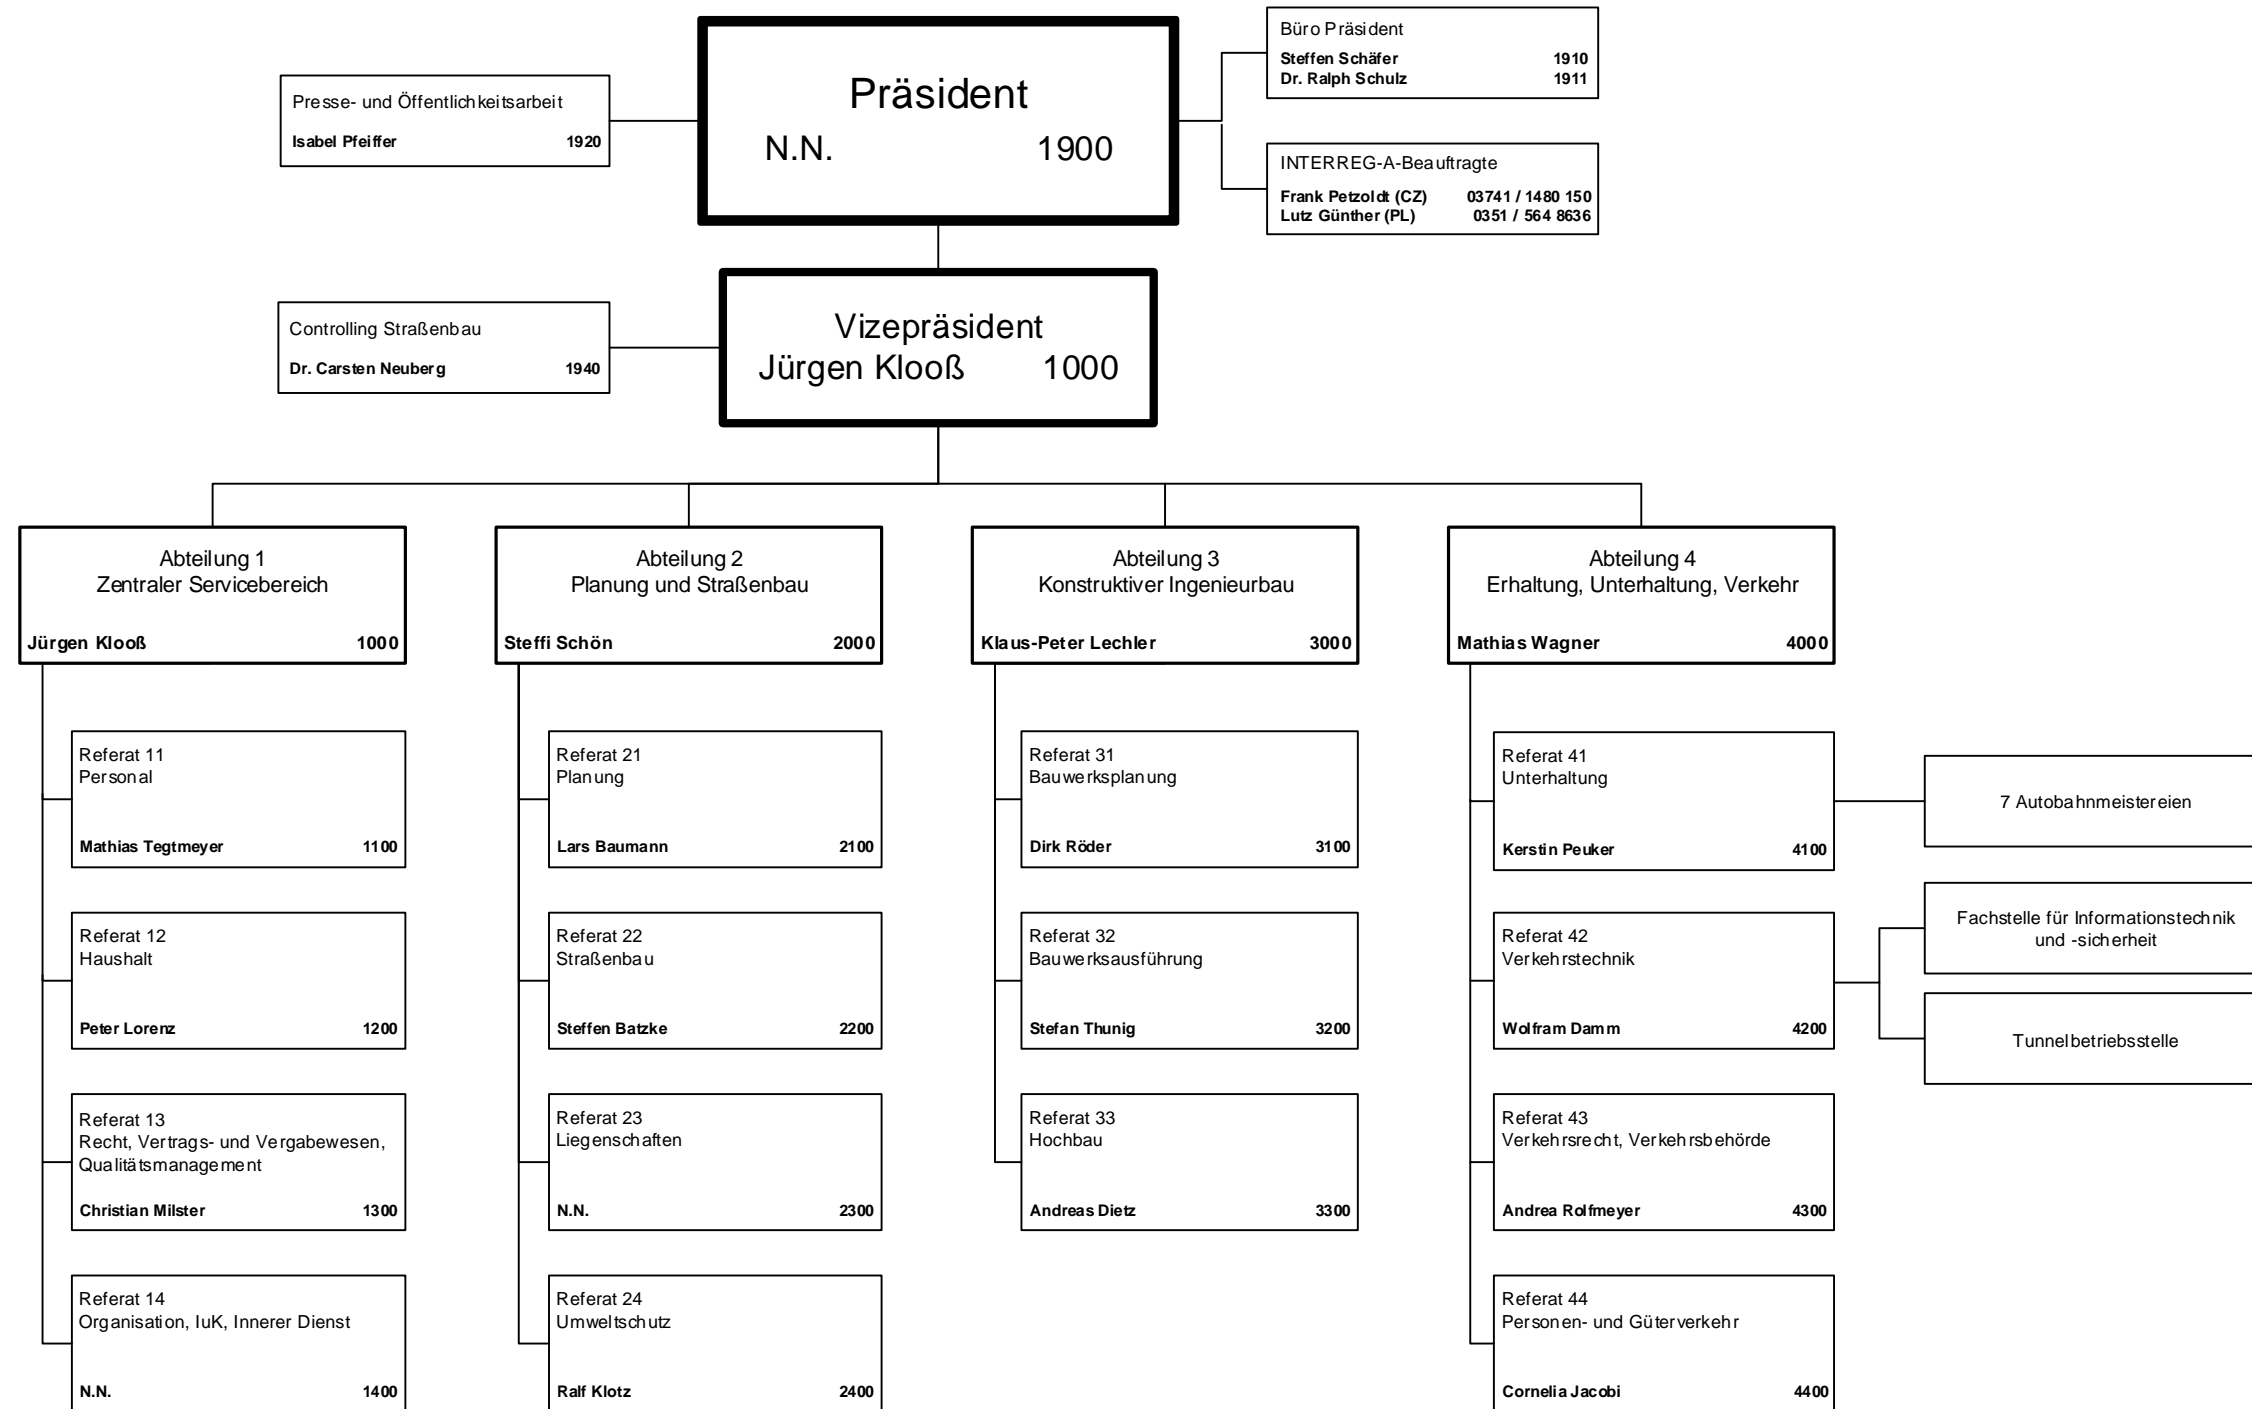 Präsident
N.N. 1900
Presse- und Öffentlichkeitsarbeit
Isabel Pfeiffer 1920
Büro Präsident
Steffen Schäfer 1910
Dr. Ralph Schulz 1911
INTERREG-A-Beauftragte
Frank Petzoldt (CZ) 03741 / 1480 150
Lutz Günther (PL) 0351 / 564 8636
Vizepräsident
Jürgen Klooß 1000
Controlling Straßenbau
Dr. Carsten Neuberg 1940
Abteilung 1
Zentraler Servicebereich
Jürgen Klooß 1000
Referat 11
Personal
Mathias Tegtmeyer 1100
Referat 12
Haushalt
Peter Lorenz 1200
Referat 13
Recht, Vertrags- und Vergabewesen,
Qualitätsmanagement
Christian Milster 1300
Referat 14
Organisation, IuK, Innerer Dienst
N.N. 1400
Abteilung 2
Planung und Straßenbau
Steffi Schön 2000
Referat 21
Planung
Lars Baumann 2100
Referat 22
Straßenbau
Steffen Batzke 2200
Referat 23
Liegenschaften
N.N. 2300
Referat 24
Umweltschutz
Ralf Klotz 2400
Abteilung 3
Konstruktiver Ingenieurbau
Klaus-Peter Lechler 3000
Referat 31
Bauwerksplanung
Dirk Röder 3100
Referat 32
Bauwerksausführung
Stefan Thunig 3200
Referat 33
Hochbau
Andreas Dietz 3300
Abteilung 4
Erhaltung, Unterhaltung, Verkehr
Mathias Wagner 4000
Referat 41
Unterhaltung
Kerstin Peuker 4100
7 Autobahnmeistereien
Referat 42
Verkehrstechnik
Wolfram Damm 4200
Fachstelle für Informationstechnik
und -sicherheit
Tunnelbetriebsstelle
Referat 43
Verkehrsrecht, Verkehrsbehörde
Andrea Rolfmeyer 4300
Referat 44
Personen- und Güterverkehr
Cornelia Jacobi 4400